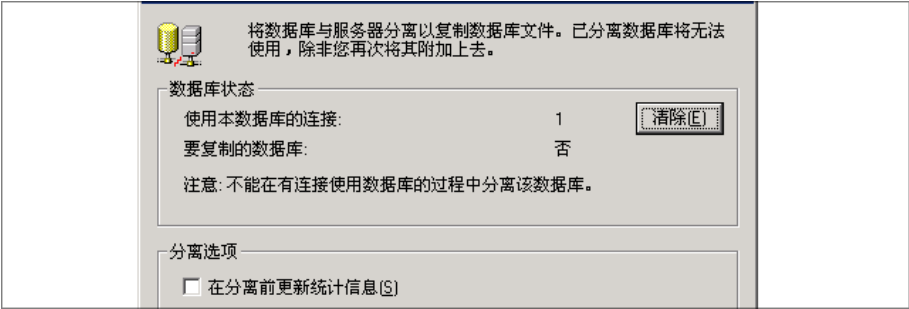 将数据库与服务器分离以复制数据库文件。已分离数据库将无法
使用，除非您再次将其附加上去。
数据库状态
使用本数据库的连接: 1 清除(E)
要复制的数据库: 否
注意: 不能在有连接使用数据库的过程中分离该数据库。
分离选项
在分离前更新统计信息(S)